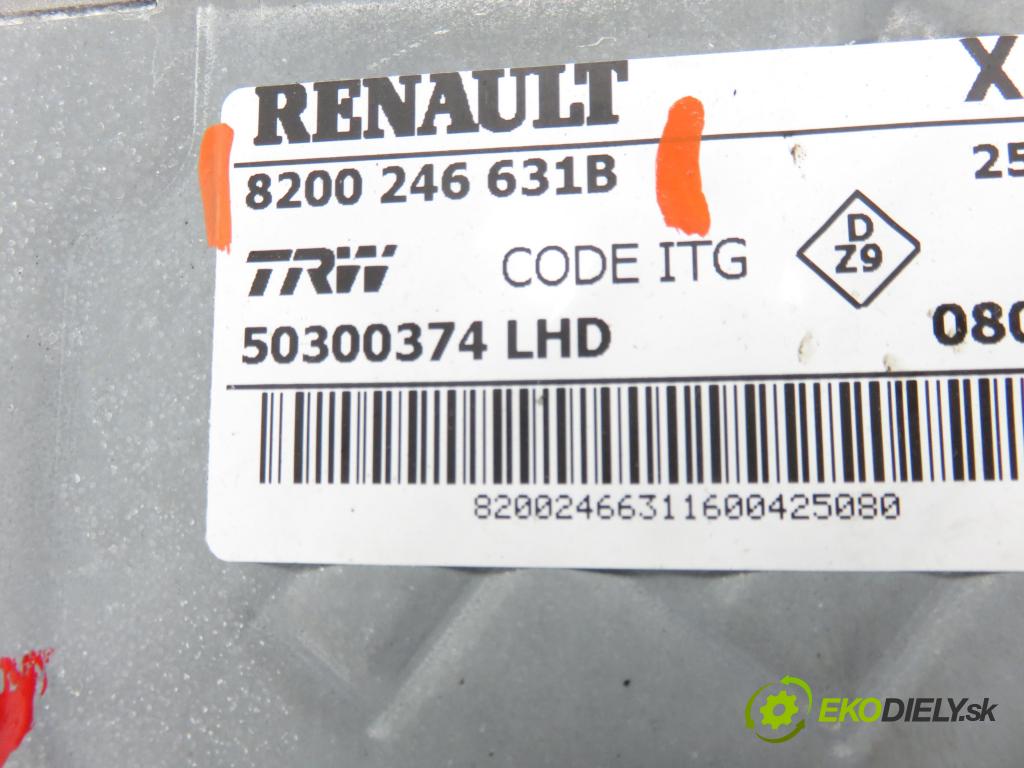 RENAULT X
8200 246 631B 25
TRW CODE ITG D
Z9
50300374 LHD 080
82002466311600425080
EKODIELY.sk